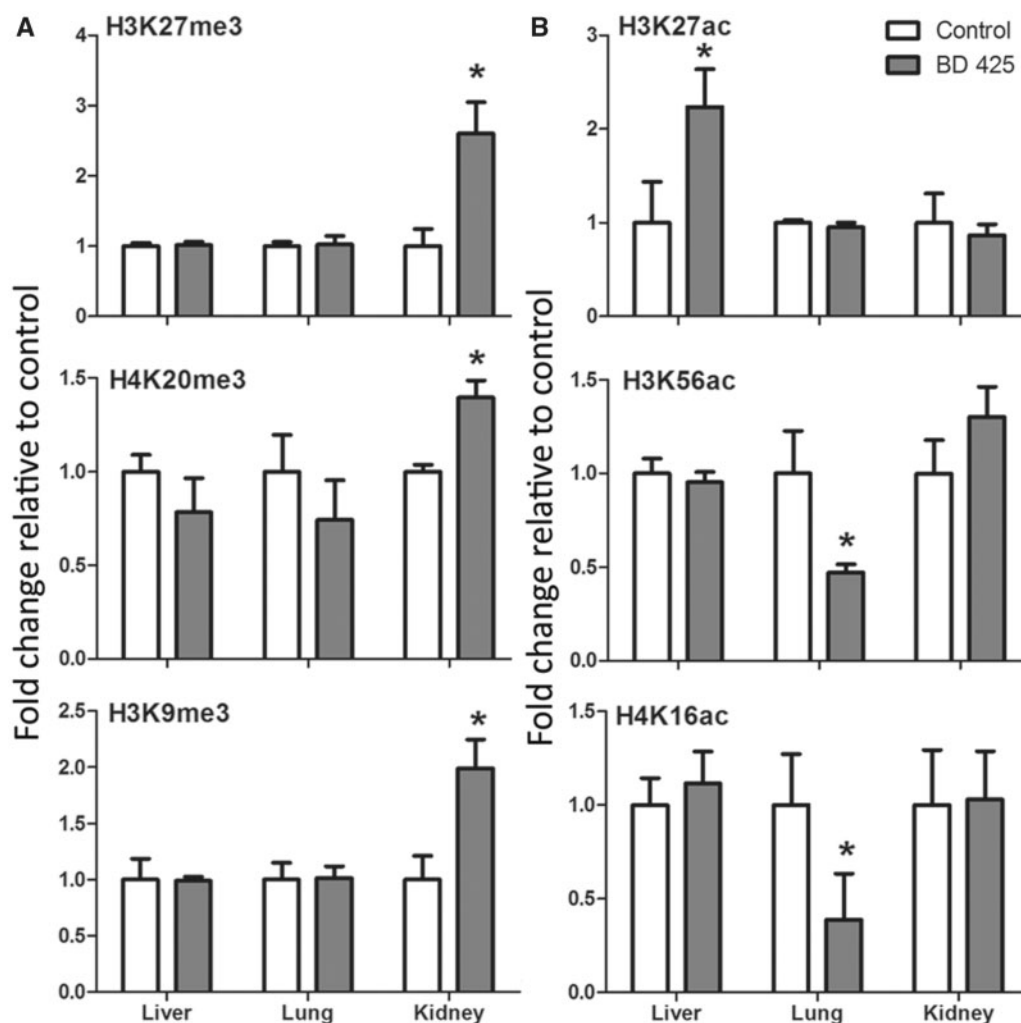 A
H3K27me3
4
3
2
1
0
*
H4K20me3
1.5
1.0
0.5
0.0
*
H3K9me3
2.5
2.0
1.5
1.0
0.5
0.0
*
Liver Lung Kidney
Fold change relative to control
B
H3K27ac
3
2
1
0
*
Control
BD 425
H3K56ac
1.5
1.0
0.5
0.0
*
H4K16ac
1.5
1.0
0.5
0.0
*
Liver Lung Kidney
Fold change relative to control